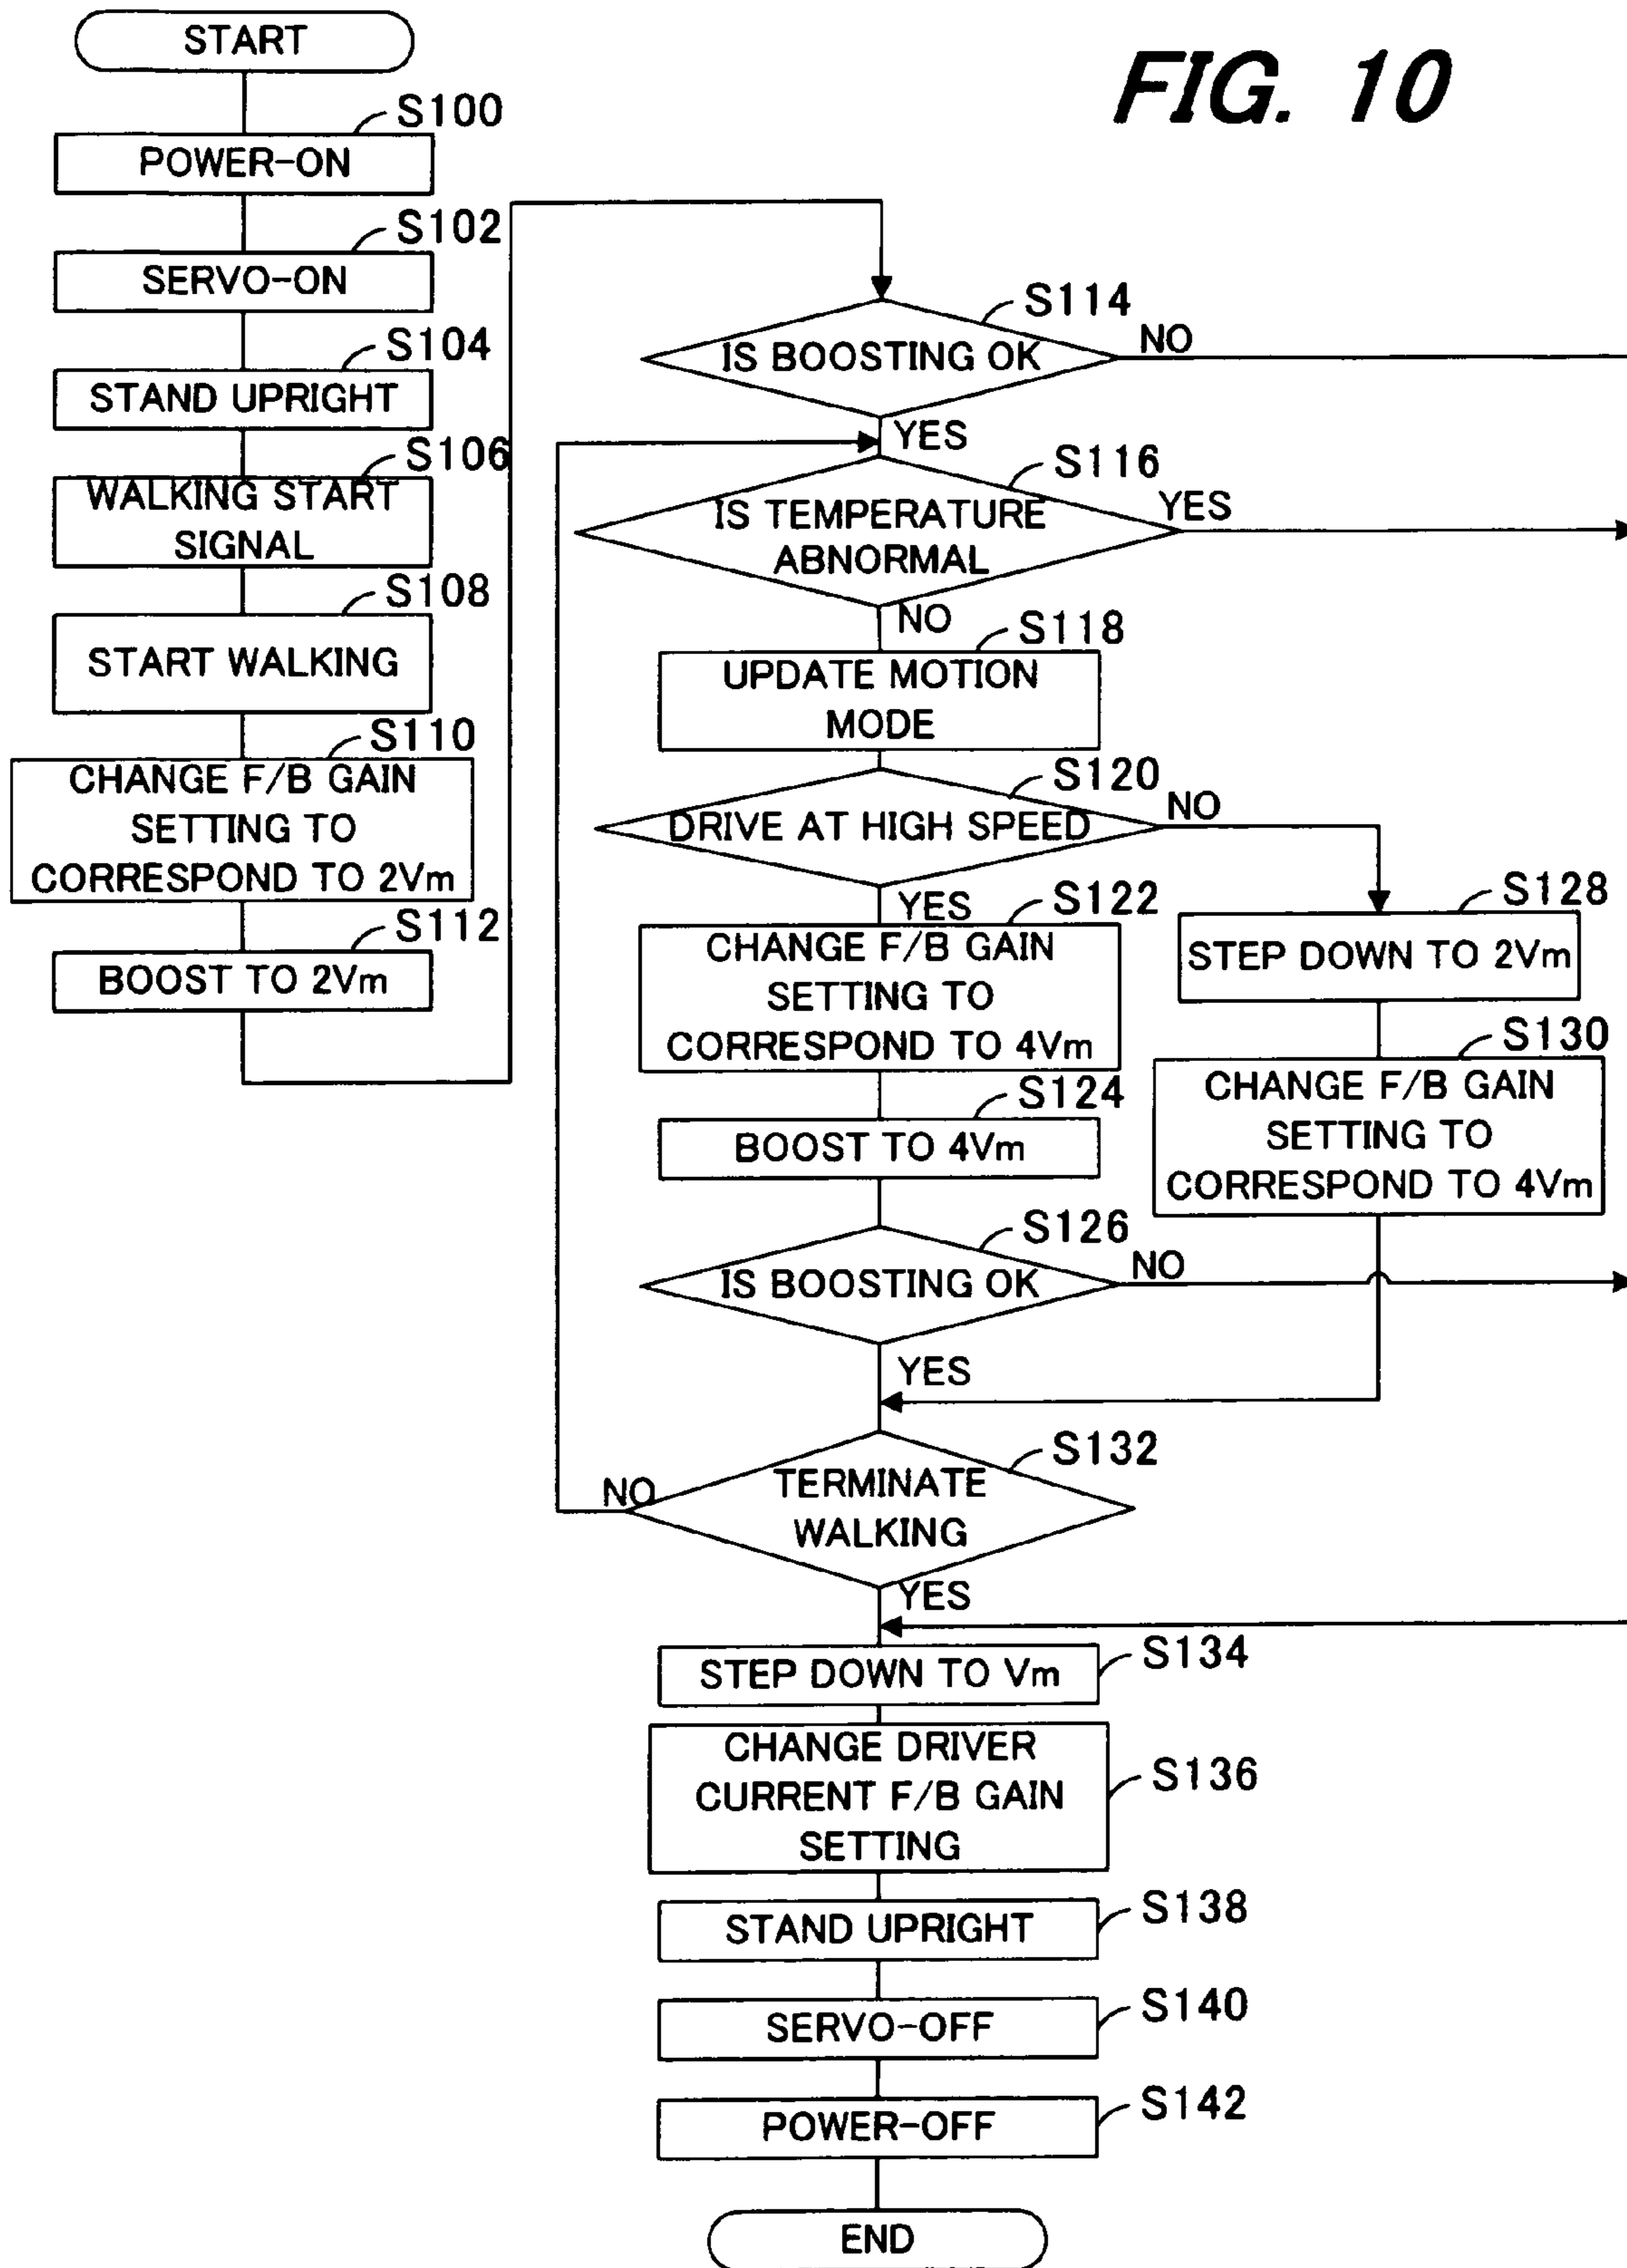 FIG. 10
START
S100
POWER-ON
S102
SERVO-ON
S104
STAND UPRIGHT
S106
WALKING START
SIGNAL
S108
START WALKING
S110
CHANGE F/B GAIN
SETTING TO
CORRESPOND TO 2Vm
S112
BOOST TO 2Vm
S114
IS BOOSTING OK
NO
YES
S116
IS TEMPERATURE
ABNORMAL
YES
NO
S118
UPDATE MOTION
MODE
S120
DRIVE AT HIGH SPEED
NO
YES
S122
CHANGE F/B GAIN
SETTING TO
CORRESPOND TO 4Vm
S124
BOOST TO 4Vm
S126
IS BOOSTING OK
NO
YES
S128
STEP DOWN TO 2Vm
S130
CHANGE F/B GAIN
SETTING TO
CORRESPOND TO 4Vm
S132
TERMINATE
WALKING
NO
YES
S134
STEP DOWN TO Vm
S136
CHANGE DRIVER
CURRENT F/B GAIN
SETTING
S138
STAND UPRIGHT
S140
SERVO-OFF
S142
POWER-OFF
END